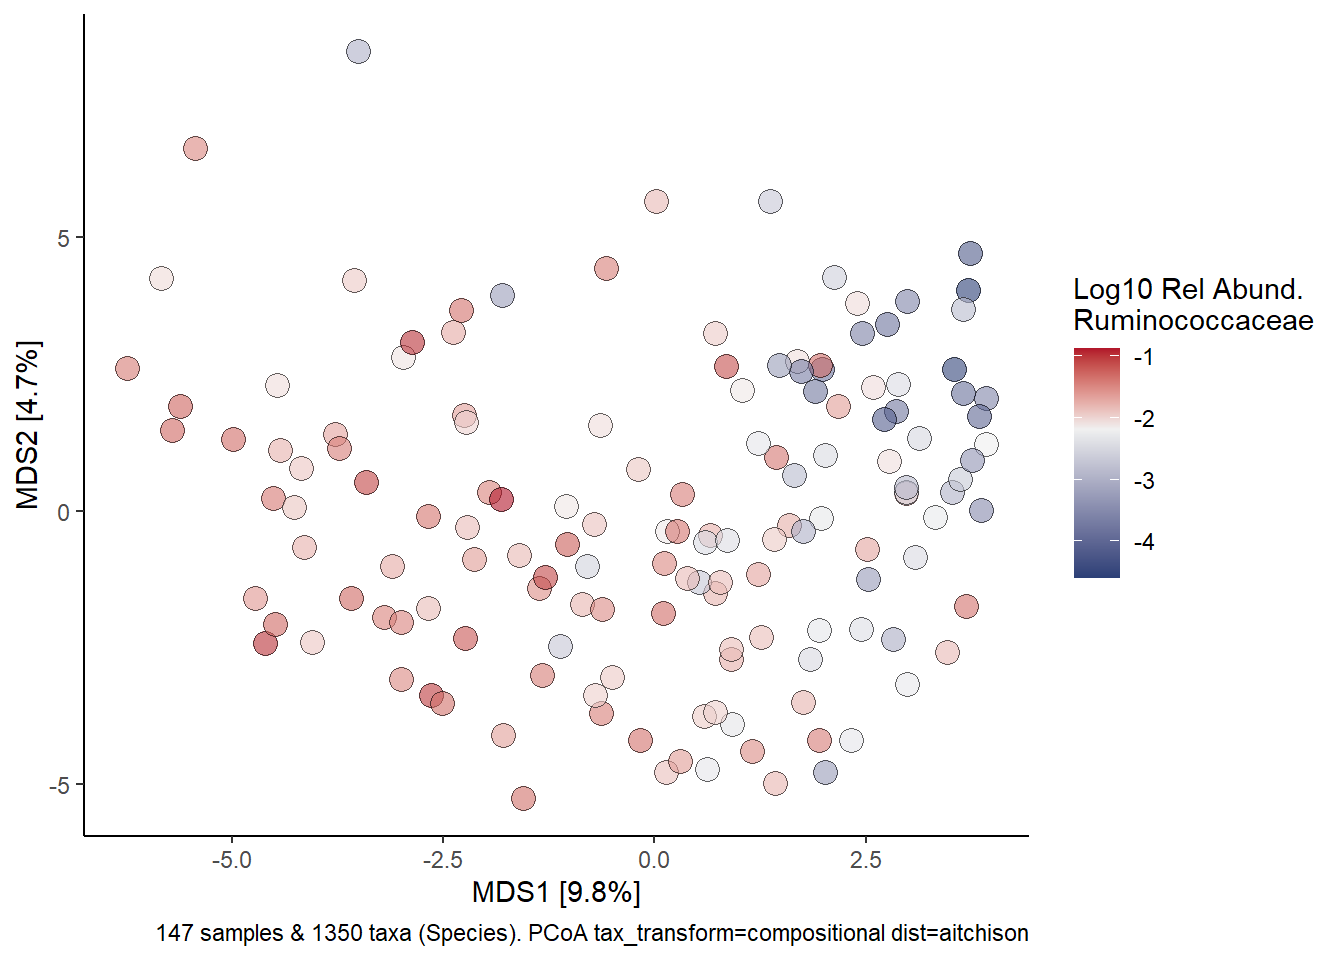 5
0
-5
MDS2 [4.7%]
-5.0
-2.5
0.0
2.5
MDS1 [9.8%]
147 samples & 1350 taxa (Species). PCoA tax_transform=compositional dist=aitchison
Log10 Rel Abund.
Ruminococcaceae
-1
-2
-3
-4